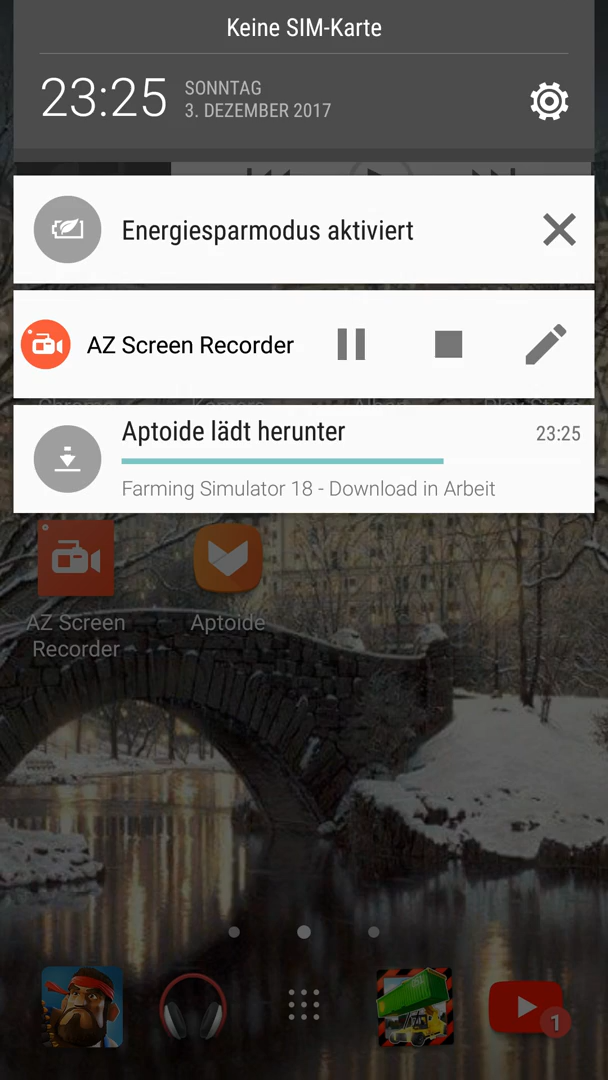 Keine SIM-Karte
23:25
SONNTAG
3. DEZEMBER 2017
Energiesparmodus aktiviert
AZ Screen Recorder
Aptoide lädt herunter
23:25
Farming Simulator 18 - Download in Arbeit
AZ Screen
Recorder
Aptoide
1